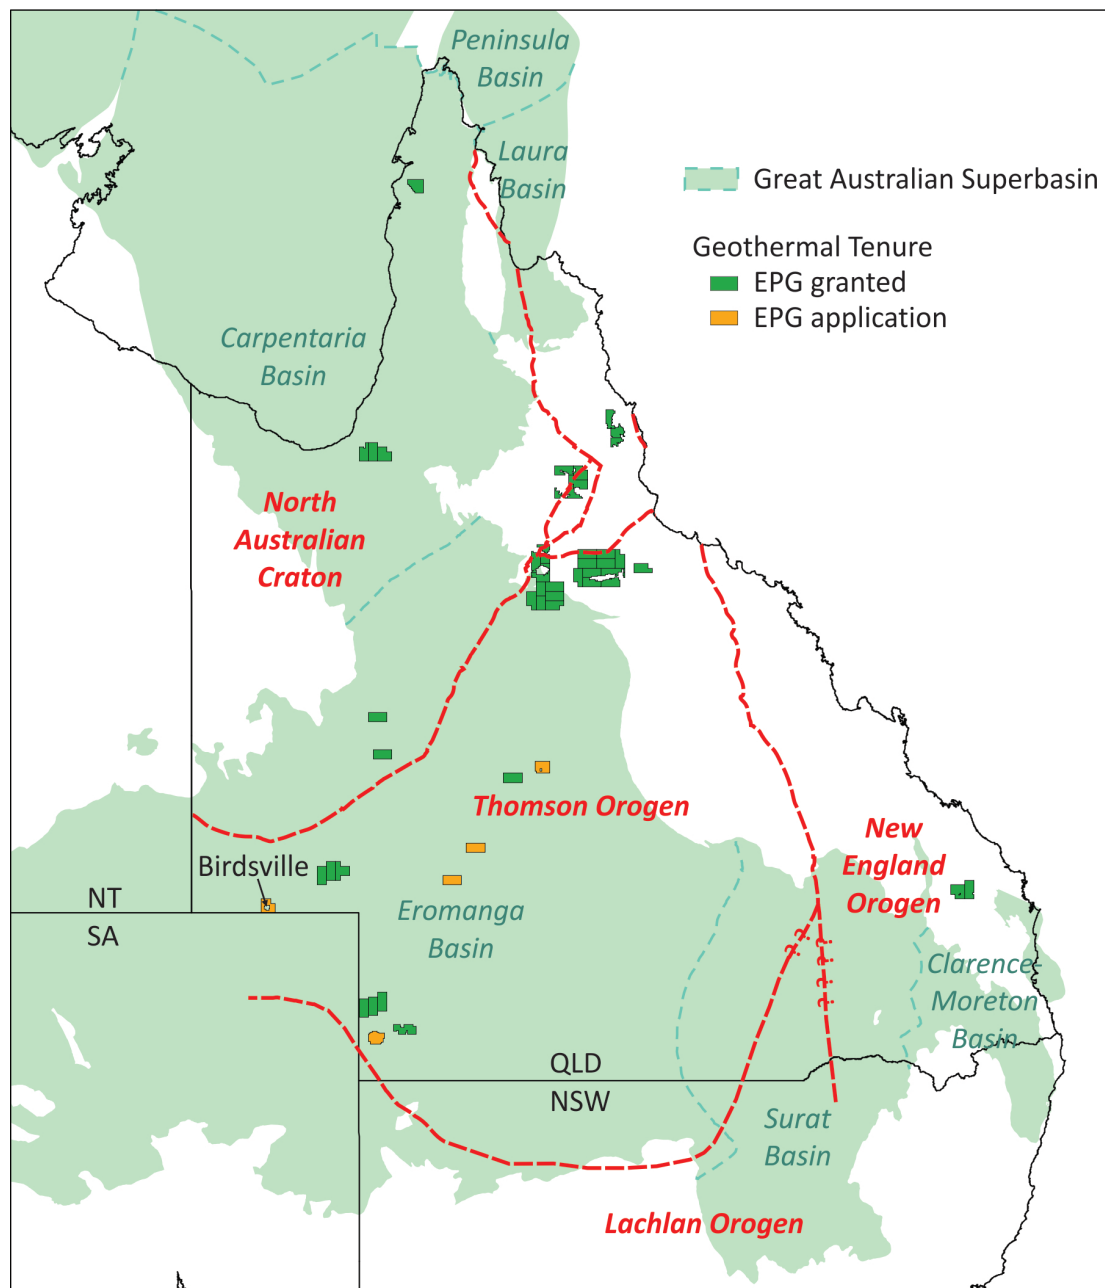 Peninsula
Basin
Laura
Basin
Great Australian Superbasin
Geothermal Tenure
EPG granted
EPG application
Carpentaria
Basin
North
Australian
Craton
Thomson Orogen
New
England
Orogen
Birdsville
NT
SA
Eromanga
Basin
Clarence-
Moreton
Basin
QLD
NSW
Surat
Basin
Lachlan Orogen